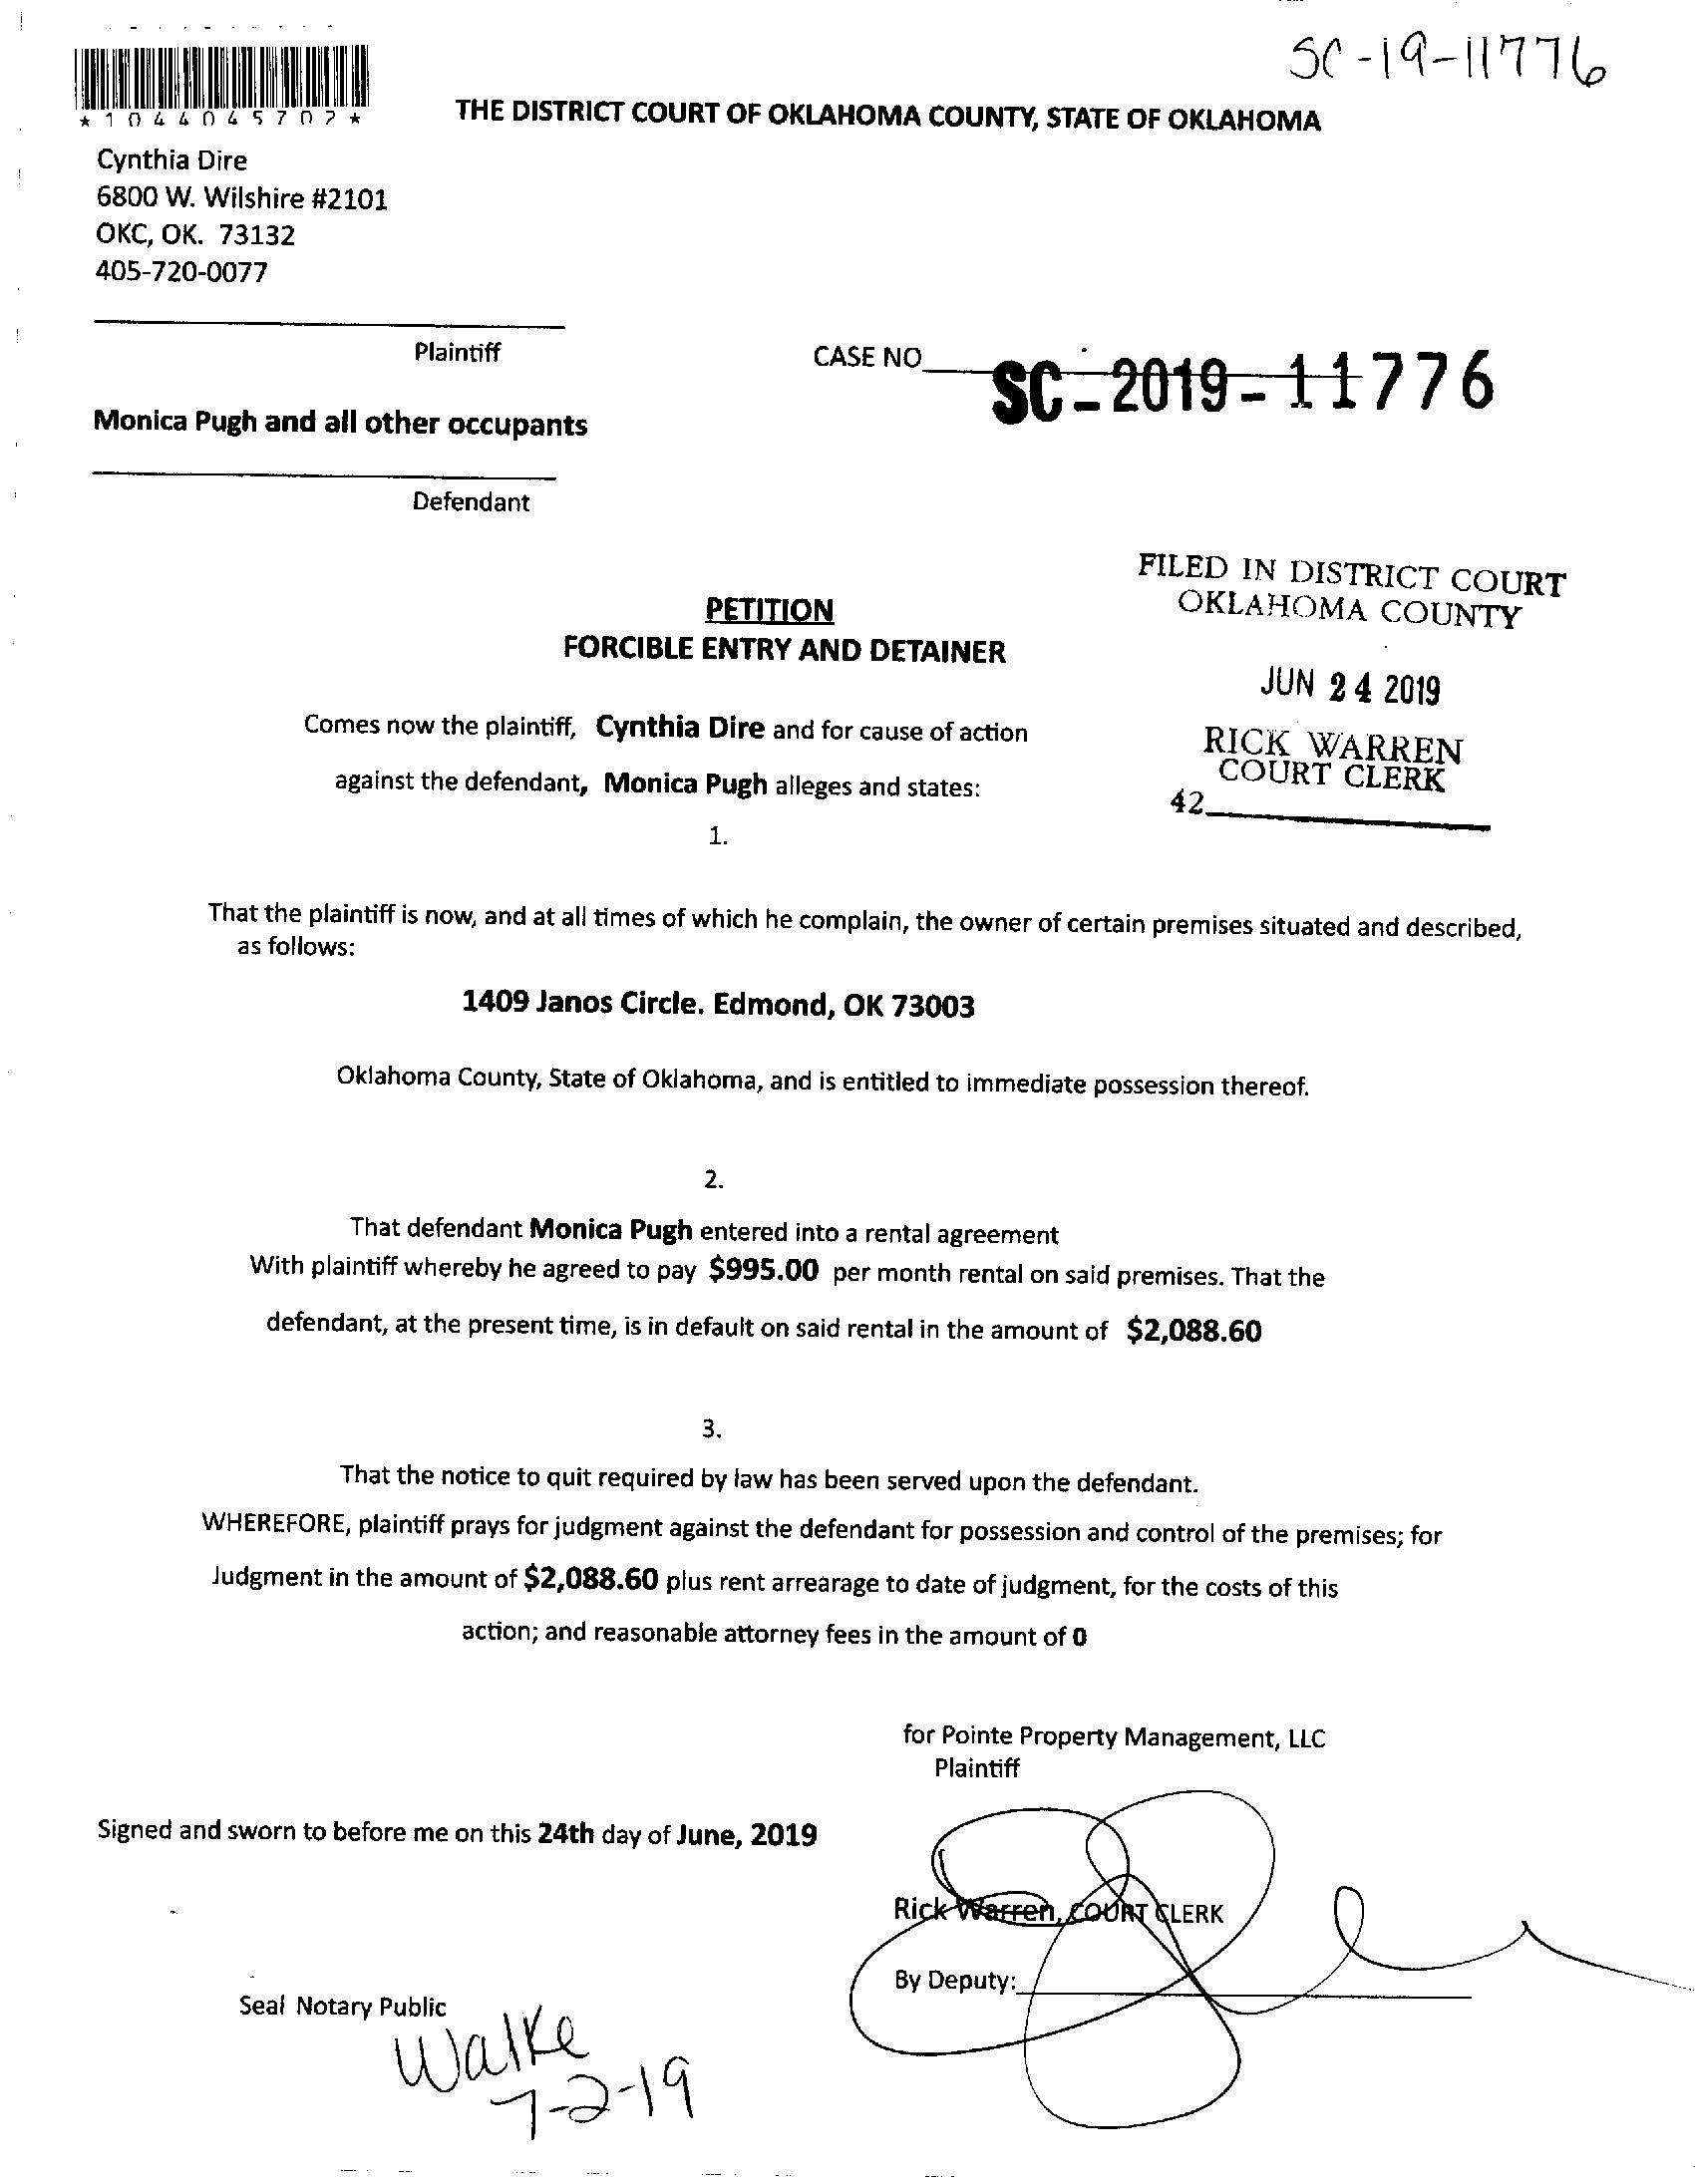 SC-19-11776
*1044045702*
THE DISTRICT COURT OF OKLAHOMA COUNTY, STATE OF OKLAHOMA
Cynthia Dire
6800 W. Wilshire #2101
OKC, OK. 73132
405-720-0077
Plaintiff
CASE NO SC-2019-11776
Monica Pugh and all other occupants
Defendant
FILED IN DISTRICT COURT
OKLAHOMA COUNTY
JUN 24 2019
RICK WARREN
COURT CLERK
42
PETITION
FORCIBLE ENTRY AND DETAINER
Comes now the plaintiff, Cynthia Dire and for cause of action
against the defendant, Monica Pugh alleges and states:
1.
That the plaintiff is now, and at all times of which he complain, the owner of certain premises situated and described,
as follows:
1409 Janos Circle. Edmond, OK 73003
Oklahoma County, State of Oklahoma, and is entitled to immediate possession thereof.
2.
That defendant Monica Pugh entered into a rental agreement
With plaintiff whereby he agreed to pay $995.00 per month rental on said premises. That the
defendant, at the present time, is in default on said rental in the amount of $2,088.60
3.
That the notice to quit required by law has been served upon the defendant.
WHEREFORE, plaintiff prays for judgment against the defendant for possession and control of the premises; for
Judgment in the amount of $2,088.60 plus rent arrearage to date of judgment, for the costs of this
action; and reasonable attorney fees in the amount of 0
for Pointe Property Management, LLC
Plaintiff
Signed and sworn to before me on this 24th day of June, 2019
Rick Warren, COURT CLERK
By Deputy:
Seal Notary Public
Walke
7-2-19